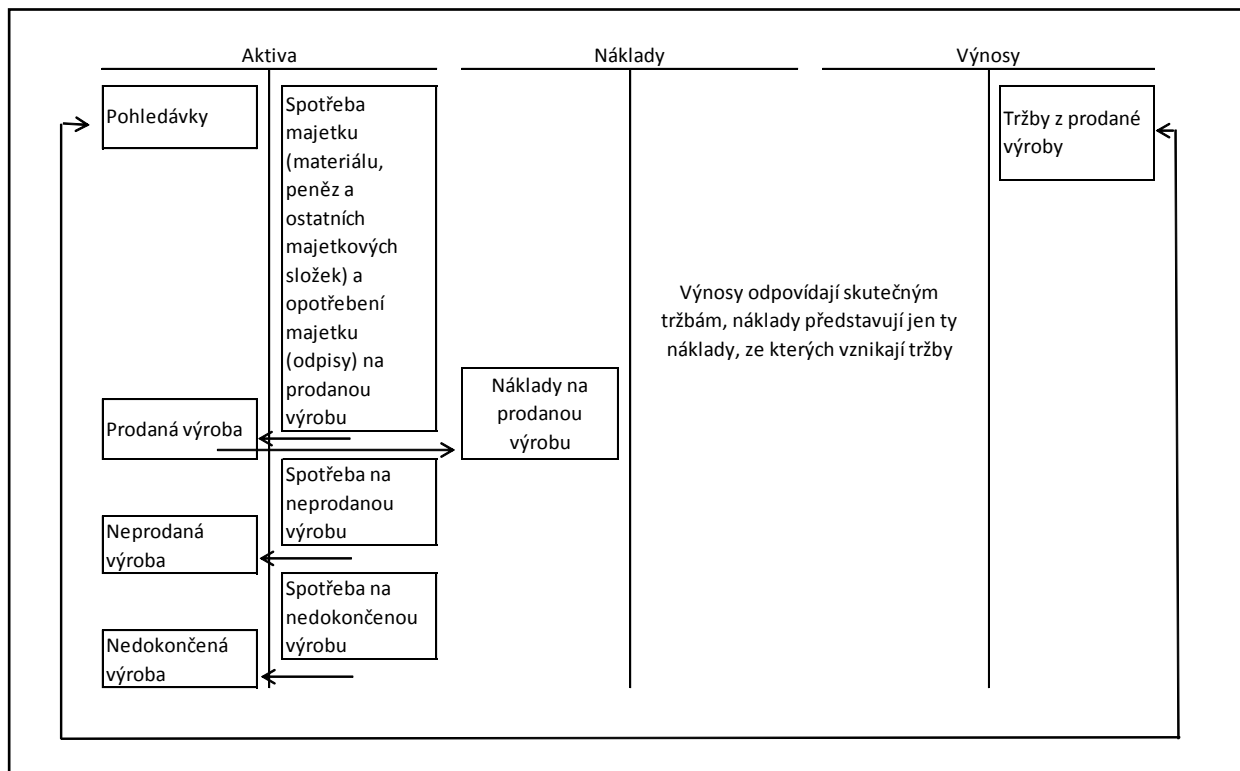 Aktiva
Náklady
Výnosy
Pohledávky
Spotřeba
majetku
(materiálu,
peněz a
ostatních
majetkových
složek) a
opotřebení
majetku
(odpisy) na
prodanou
výrobu
Tržby z prodané
výroby
Výnosy odpovídají skutečným
tržbám, náklady představují jen ty
náklady, ze kterých vznikají tržby
Prodaná výroba
Náklady na
prodanou
výrobu
Spotřeba na
neprodanou
výrobu
Neprodaná
výroba
Spotřeba na
nedokončenou
výrobu
Nedokončená
výroba